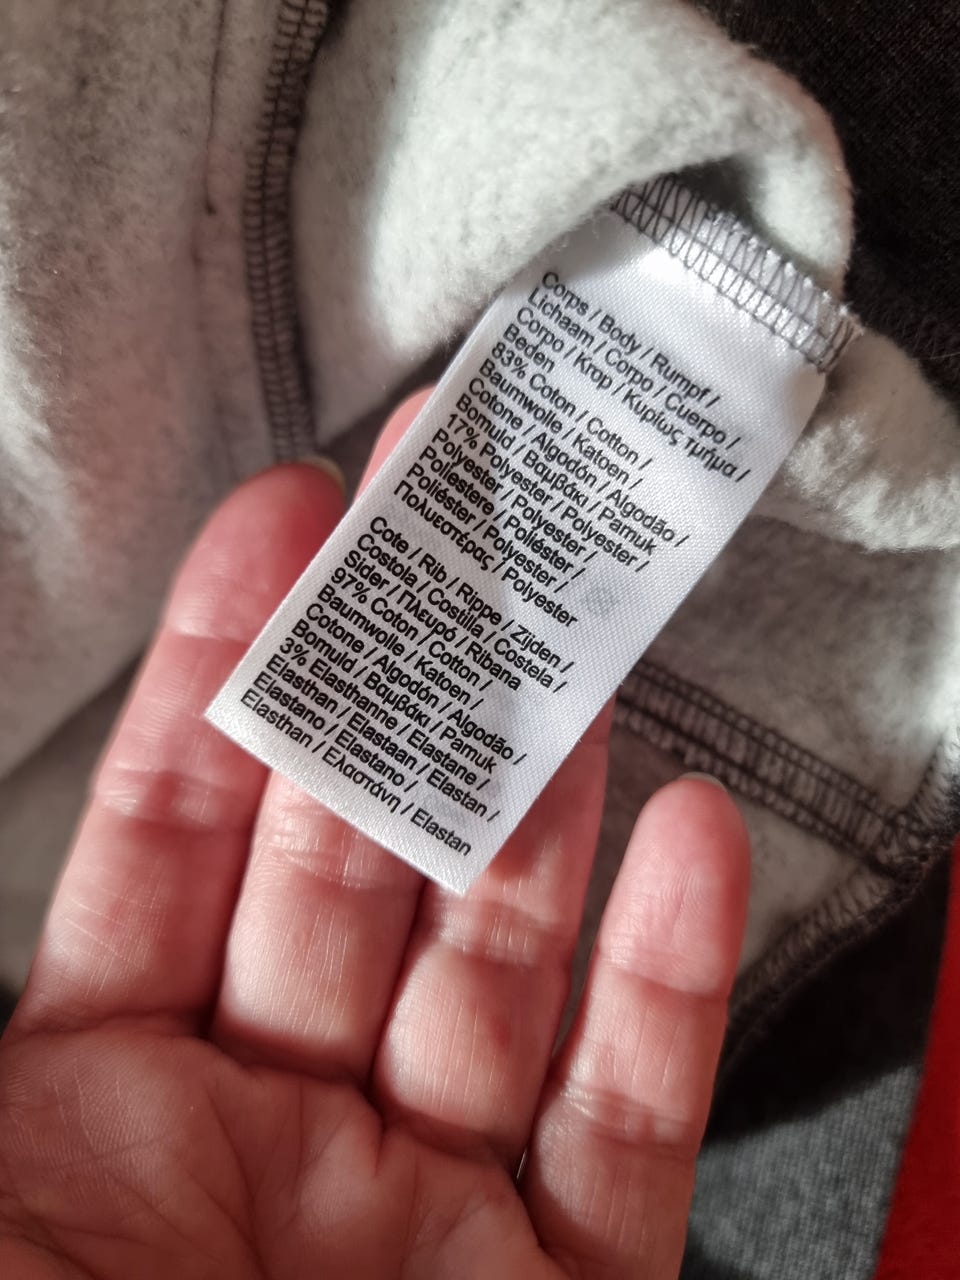 Corps / Body / Rumpf /
Lichaam / Corpo / Cuerpo /
Corpo / Krop / Κυρίως τμήμα /
Beden
83% Coton / Cotton /
Baumwolle / Katoen /
Cotone / Algodón / Algodão /
Bomuld / Βαμβάκι / Pamuk
17% Polyester / Polyester /
Polyester / Polyester /
Poliestere / Poliéster /
Poliéster / Polyester /
Πολυεστέρας / Polyester
Cote / Rib / Rippe / Zijden /
Costola / Costilla / Costela /
Sider / Πλευρό / Ribana
97% Coton / Cotton /
Baumwolle / Katoen /
Cotone / Algodón / Algodão /
Bomuld / Βαμβάκι / Pamuk
3% Elasthanne / Elastane /
Elasthan / Elastaan / Elastan /
Elastano / Elastano /
Elasthan / Ελαστάνη / Elastan